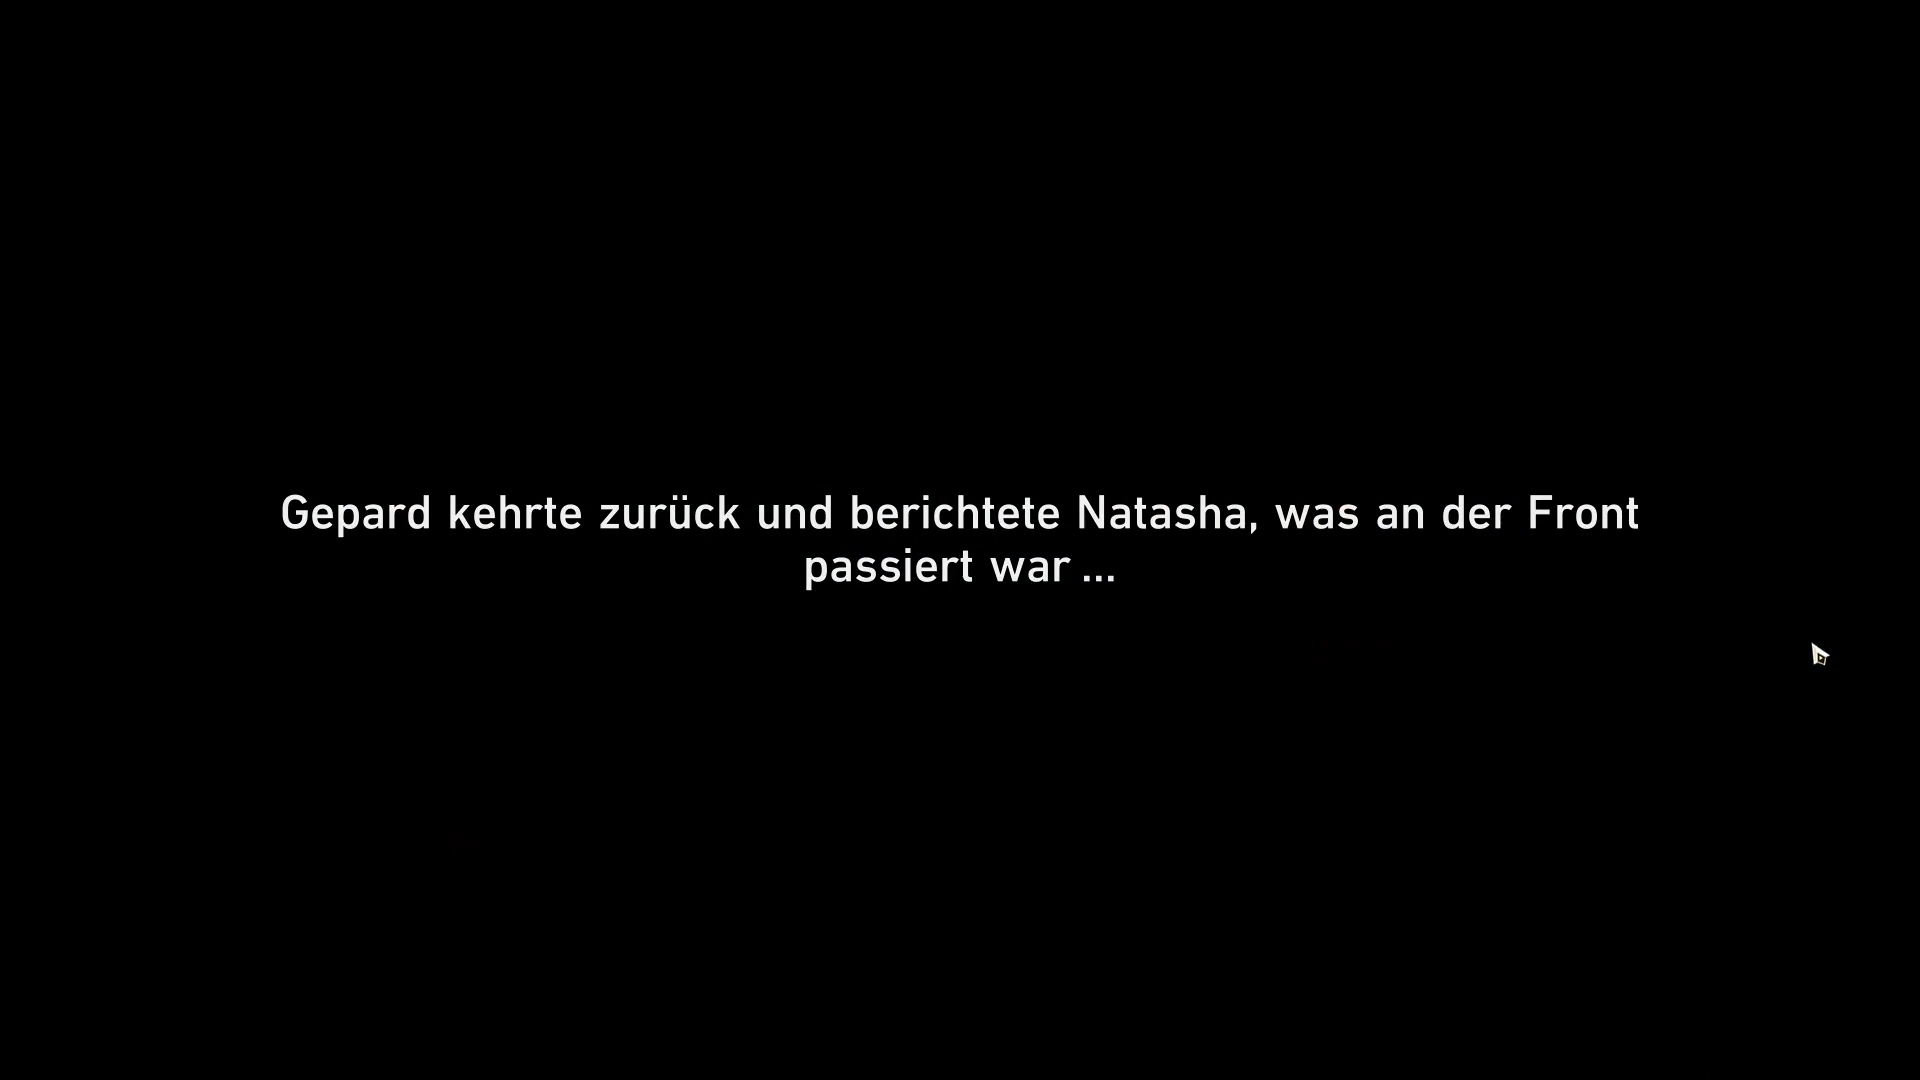 Gepard kehrte zurück und berichtete Natasha, was an der Front
passiert war ...